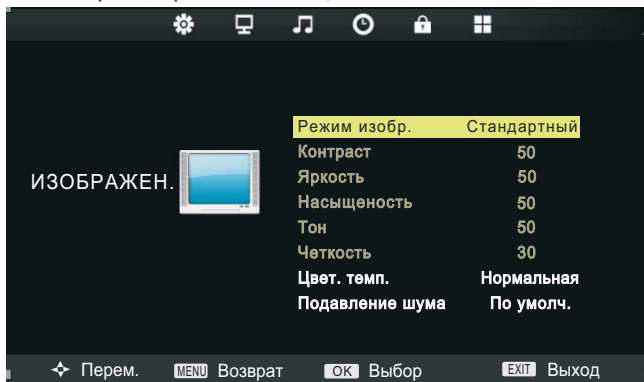 Режим изобр. Стандартный
Контраст 50
Яркость 50
ИЗОБРАЖЕН.
Насыщеность 50
Тон 50
Четкость 30
Цвет. темп. Нормальная
Подавление шума По умолч.
Перем. MENU Возврат OK Выбор EXIT Выход